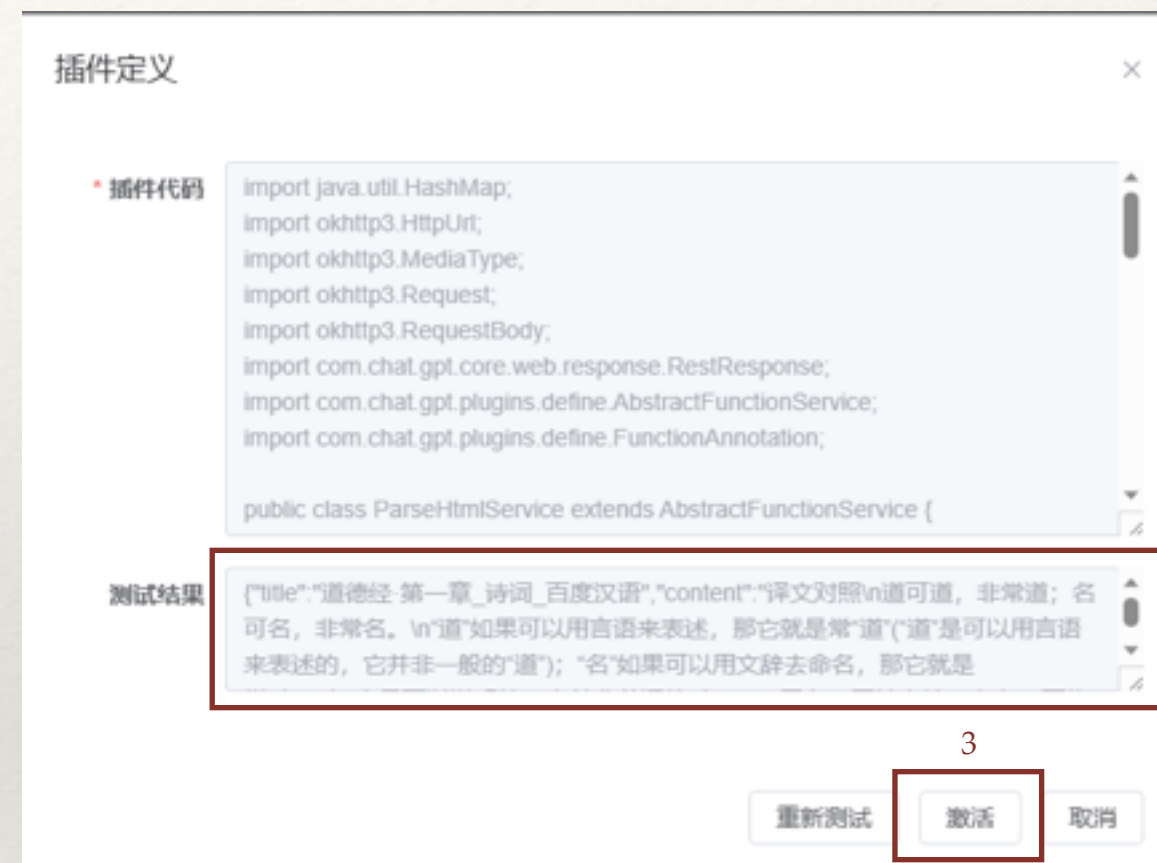 插件定义
* 插件代码
import java.util.HashMap;
import okhttp3.HttpUrl;
import okhttp3.MediaType;
import okhttp3.Request;
import okhttp3.RequestBody;
import com.chat.gpt.core.web.response.RestResponse;
import com.chat.gpt.plugins.define.AbstractFunctionService;
import com.chat.gpt.plugins.define.FunctionAnnotation;
public class ParseHtmlService extends AbstractFunctionService {
测试结果
{"title":"道德经·第一章_诗词_百度汉语","content":"译文对照\n道可道，非常道；名
可名，非常名。\n“道”如果可以用言语来表述，那它就是常“道”(“道”是可以用言语
来表述的，它并非一般的“道”)；“名”如果可以用文辞去命名，那它就是
3
重新测试
激活
取消